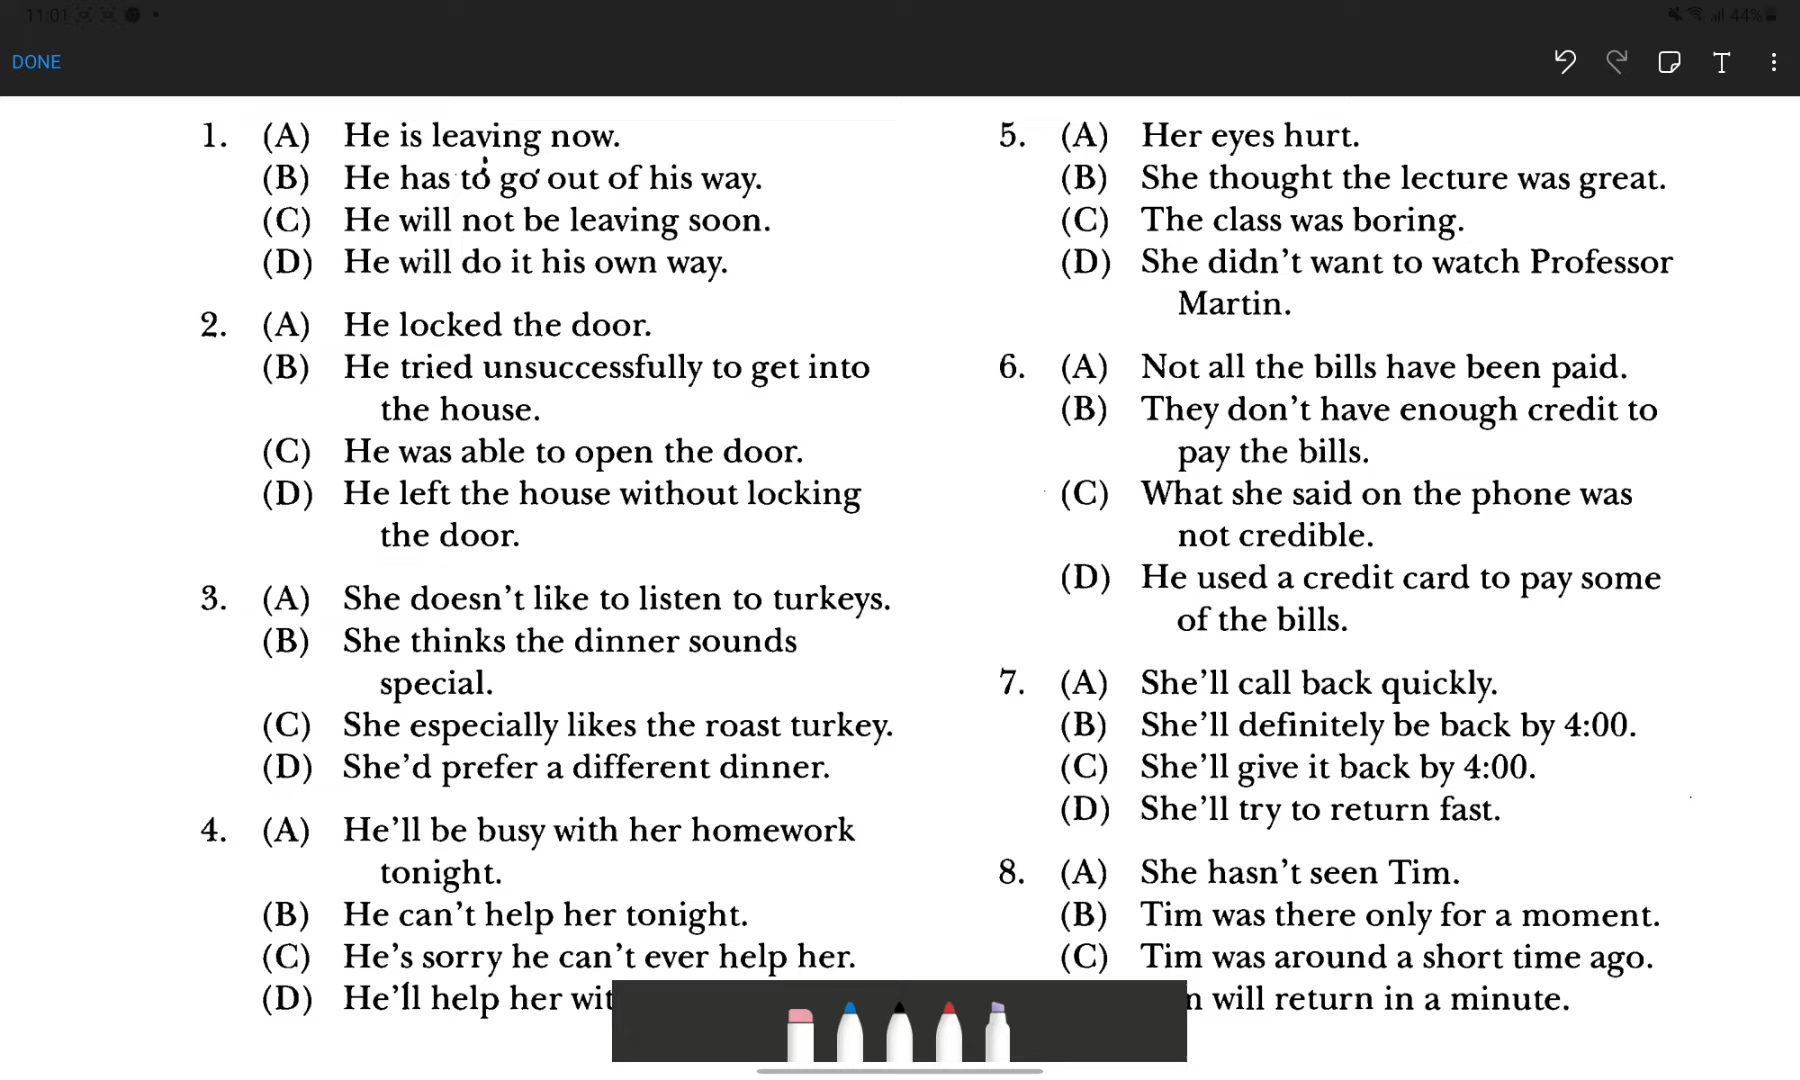 11:01
44%
DONE
1. (A) He is leaving now.
(B) He has to go out of his way.
(C) He will not be leaving soon.
(D) He will do it his own way.
2. (A) He locked the door.
(B) He tried unsuccessfully to get into
the house.
(C) He was able to open the door.
(D) He left the house without locking
the door.
3. (A) She doesn't like to listen to turkeys.
(B) She thinks the dinner sounds
special.
(C) She especially likes the roast turkey.
(D) She'd prefer a different dinner.
4. (A) He'll be busy with her homework
tonight.
(B) He can't help her tonight.
(C) He's sorry he can't ever help her.
(D) He'll help her
5. (A) Her eyes hurt.
(B) She thought the lecture was great.
(C) The class was boring.
(D) She didn't want to watch Professor
Martin.
6. (A) Not all the bills have been paid.
(B) They don't have enough credit to
pay the bills.
(C) What she said on the phone was
not credible.
(D) He used a credit card to pay some
of the bills.
7. (A) She'll call back quickly.
(B) She'll definitely be back by 4:00.
(C) She'll give it back by 4:00.
(D) She'll try to return fast.
8. (A) She hasn't seen Tim.
(B) Tim was there only for a moment.
(C) Tim was around a short time ago.
will return in a minute.